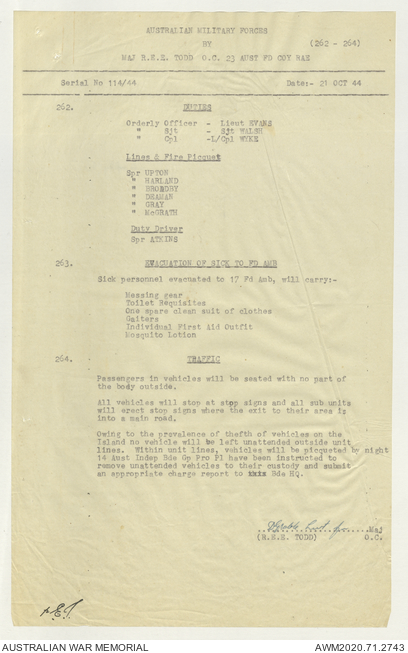 AUSTRALIAN MILITARY FORCES
BY (262 - 264)
MAJ R.E.E. TODD O.C. 23 AUST FD COY RAE
Serial No 114/44 Date:- 21 OCT 44
262. DUTIES
Orderly Officer - Lieut EVANS
" Sjt - Sjt WALSH
" Cpl -L/Cpl WYKE
Lines & Fire Picquet
Spr UPTON
" HARLAND
" BROADBY
" DEAMAN
" GRAY
" McGRATH
Duty Driver
Spr ATKINS
263. EVACUATION OF SICK TO FD AMB
Sick personnel evacuated to 17 Fd Amb, will carry:-
Messing gear
Toilet Requisites
One spare clean suit of clothes
Gaiters
Individual First Aid Outfit
Mosquito Lotion
264. TRAFFIC
Passengers in vehicles will be seated with no part of
the body outside.
All vehicles will stop at stop signs and all sub units
will erect stop signs where the exit to their area is
into a main road.
Owing to the prevalence of thefth of vehicles on the
Island no vehicle will be left unattended outside unit
lines. Within unit lines, vehicles will be picqueted by night
14 Aust Indep Bde Gp Pro Pl have been instructed to
remove unattended vehicles to their custody and submit
an appropriate charge report to Bde HQ.
for Maj
(R.E.E. TODD) O.C.
AUSTRALIAN WAR MEMORIAL AWM2020.71.2743